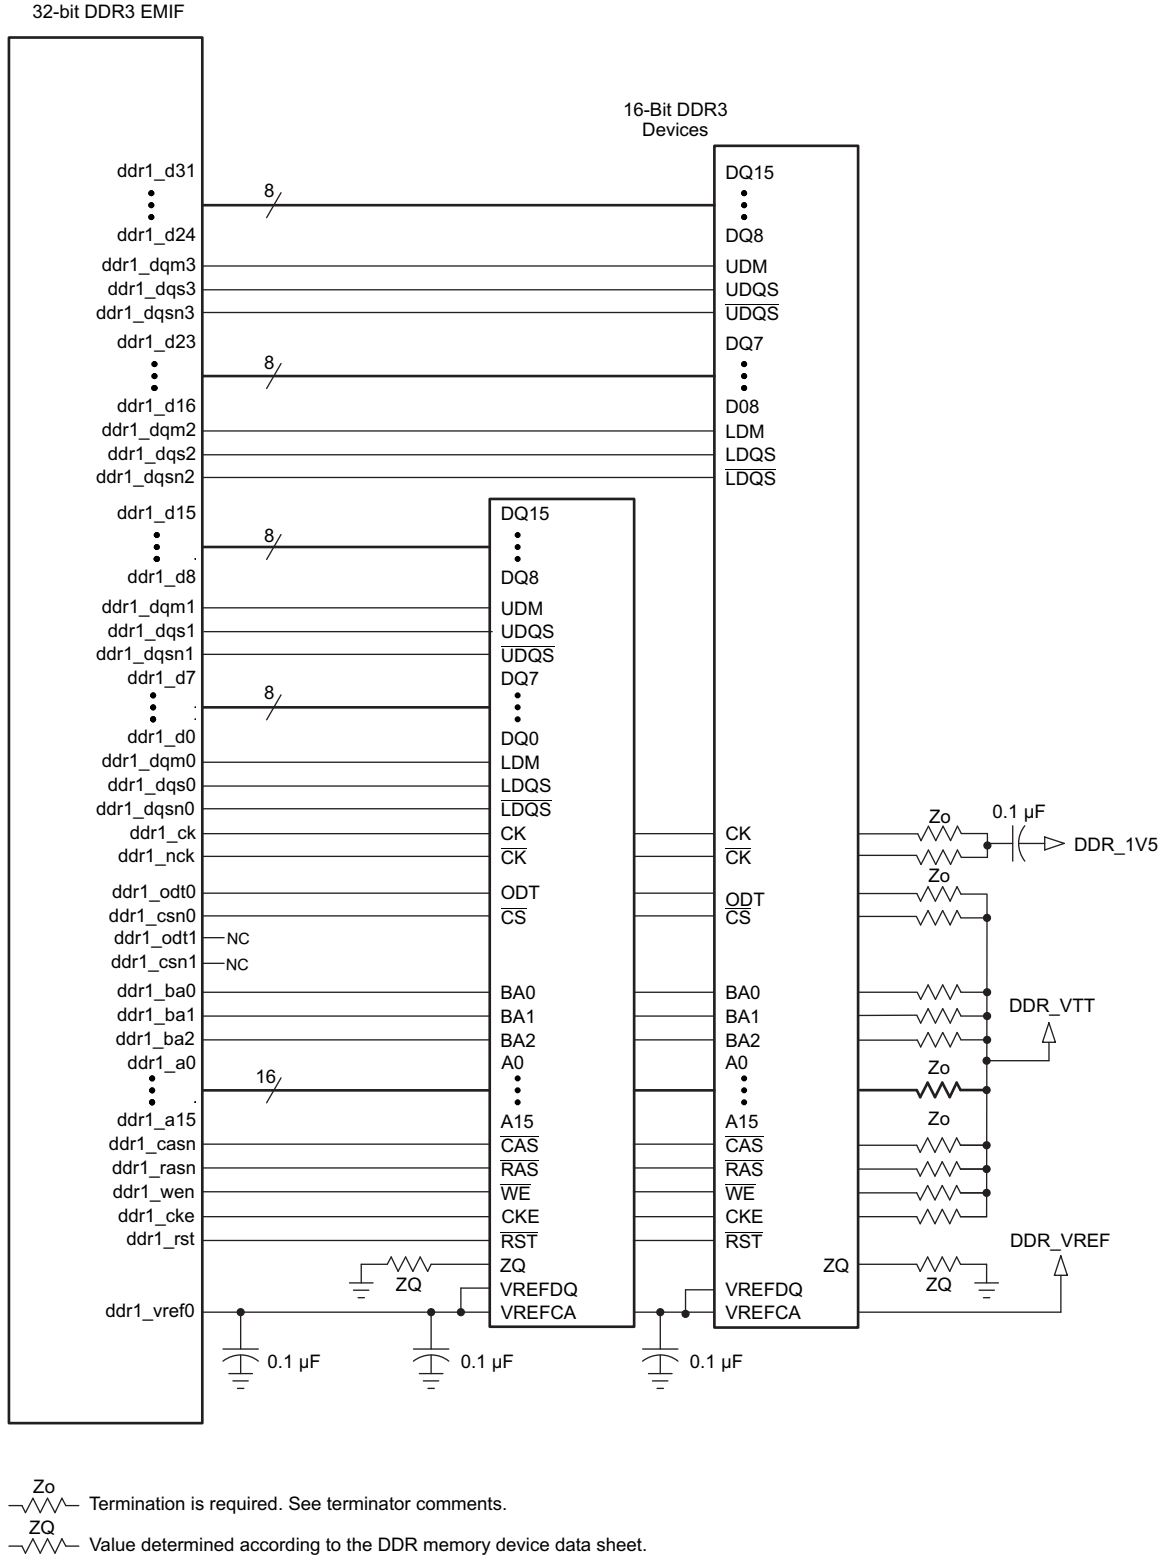 32-bit DDR3 EMIF
16-Bit DDR3
Devices
ddr1_d31
8
DQ15
ddr1_d24
DQ8
ddr1_dqm3
UDM
ddr1_dqs3
UDQS
ddr1_dqsn3
UDQS
ddr1_d23
8
DQ7
ddr1_d16
D08
ddr1_dqm2
LDM
ddr1_dqs2
LDQS
ddr1_dqsn2
LDQS
ddr1_d15
8
DQ15
ddr1_d8
DQ8
ddr1_dqm1
UDM
ddr1_dqs1
UDQS
ddr1_dqsn1
UDQS
ddr1_d7
8
DQ7
ddr1_d0
DQ0
ddr1_dqm0
LDM
ddr1_dqs0
LDQS
ddr1_dqsn0
LDQS
Zo
0.1 µF
ddr1_ck
CK
CK
DDR_1V5
ddr1_nck
CK
CK
Zo
ddr1_odt0
ODT
ODT
ddr1_csn0
CS
CS
ddr1_odt1
NC
ddr1_csn1
NC
ddr1_ba0
BA0
BA0
DDR_VTT
ddr1_ba1
BA1
BA1
ddr1_ba2
BA2
BA2
ddr1_a0
A0
A0
Zo
16
ddr1_a15
A15
A15
Zo
ddr1_casn
CAS
CAS
ddr1_rasn
RAS
RAS
ddr1_wen
WE
WE
ddr1_cke
CKE
CKE
ddr1_rst
RST
RST
DDR_VREF
ZQ
ZQ
ZQ
ZQ
VREFDQ
VREFDQ
ddr1_vref0
VREFCA
VREFCA
0.1 µF
0.1 µF
0.1 µF
Zo
Termination is required. See terminator comments.
ZQ
Value determined according to the DDR memory device data sheet.